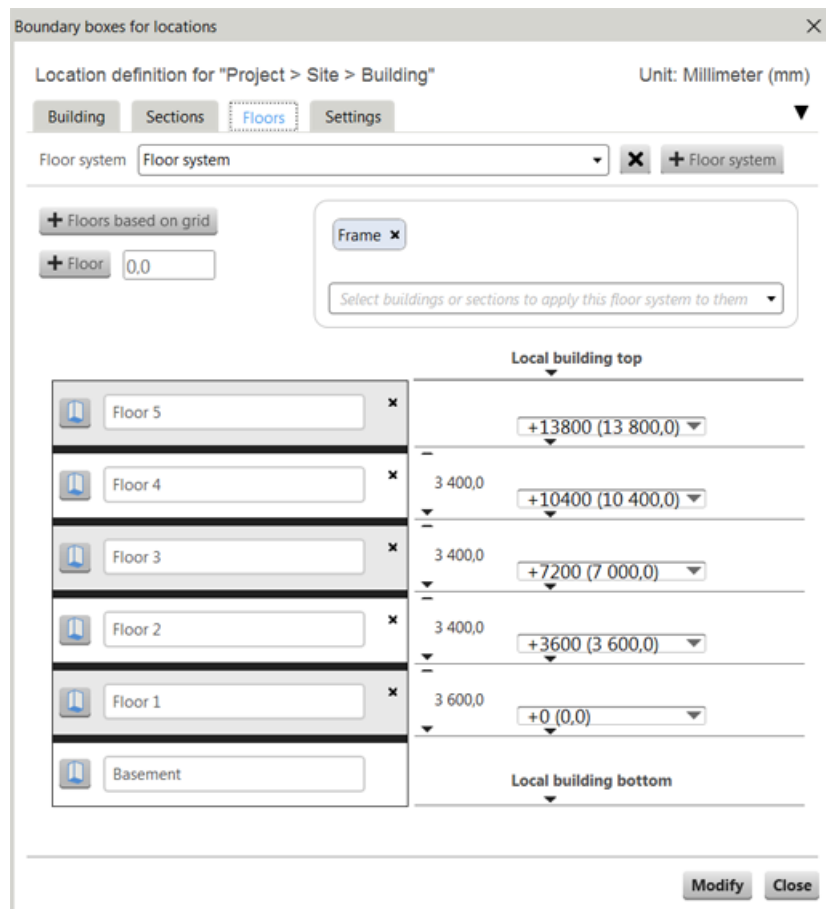 Boundary boxes for locations
Location definition for "Project > Site > Building" Unit: Millimeter (mm)
Building Sections Floors Settings
Floor system Floor system + Floor system
+ Floors based on grid
Frame ×
+ Floor 0,0
Select buildings or sections to apply this floor system to them
Local building top
Floor 5
+13800 (13 800,0)
Floor 4
3 400,0
+10400 (10 400,0)
Floor 3
3 400,0
+7200 (7 000,0)
Floor 2
3 400,0
+3600 (3 600,0)
Floor 1
3 600,0
+0 (0,0)
Basement
Local building bottom
Modify Close